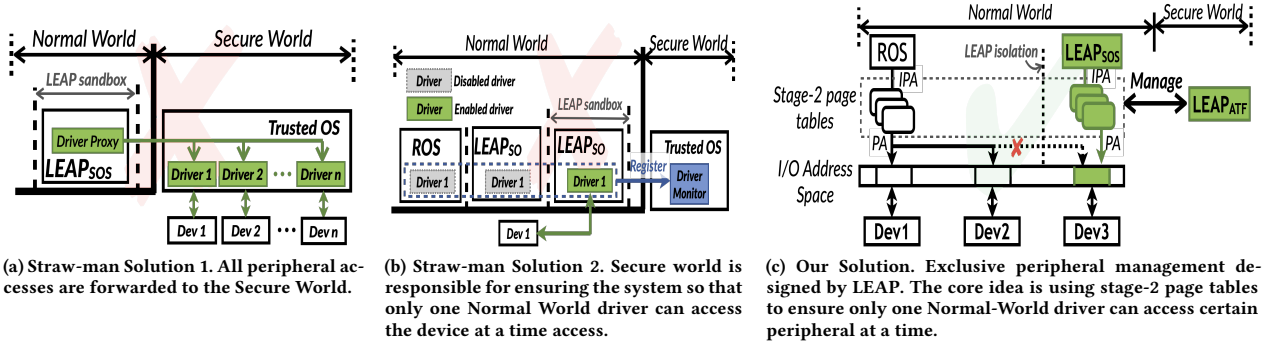 Normal World
Secure World
LEAP sandbox
Trusted OS
Driver Proxy
LEAPSOS
Driver 1
Driver 2
...
Driver n
Dev 1
Dev 2
...
Dev n
(a) Straw-man Solution 1. All peripheral ac-
cesses are forwarded to the Secure World.
Normal World
Secure World
Driver
Disabled driver
Driver
Enabled driver
LEAP sandbox
ROS
LEAPSO
LEAPSO
Trusted OS
Register
Driver 1
Driver 1
Driver 1
Driver
Monitor
Dev 1
(b) Straw-man Solution 2. Secure world is
responsible for ensuring the system so that
only one Normal World driver can access
the device at a time access.
Normal World
Secure World
ROS
LEAP isolation
LEAPSOS
IPA
IPA
Stage-2 page
tables
Manage
LEAPATF
PA
PA
I/O Address
Space
Dev1
Dev2
Dev3
(c) Our Solution. Exclusive peripheral management de-
signed by LEAP. The core idea is using stage-2 page tables
to ensure only one Normal-World driver can access certain
peripheral at a time.